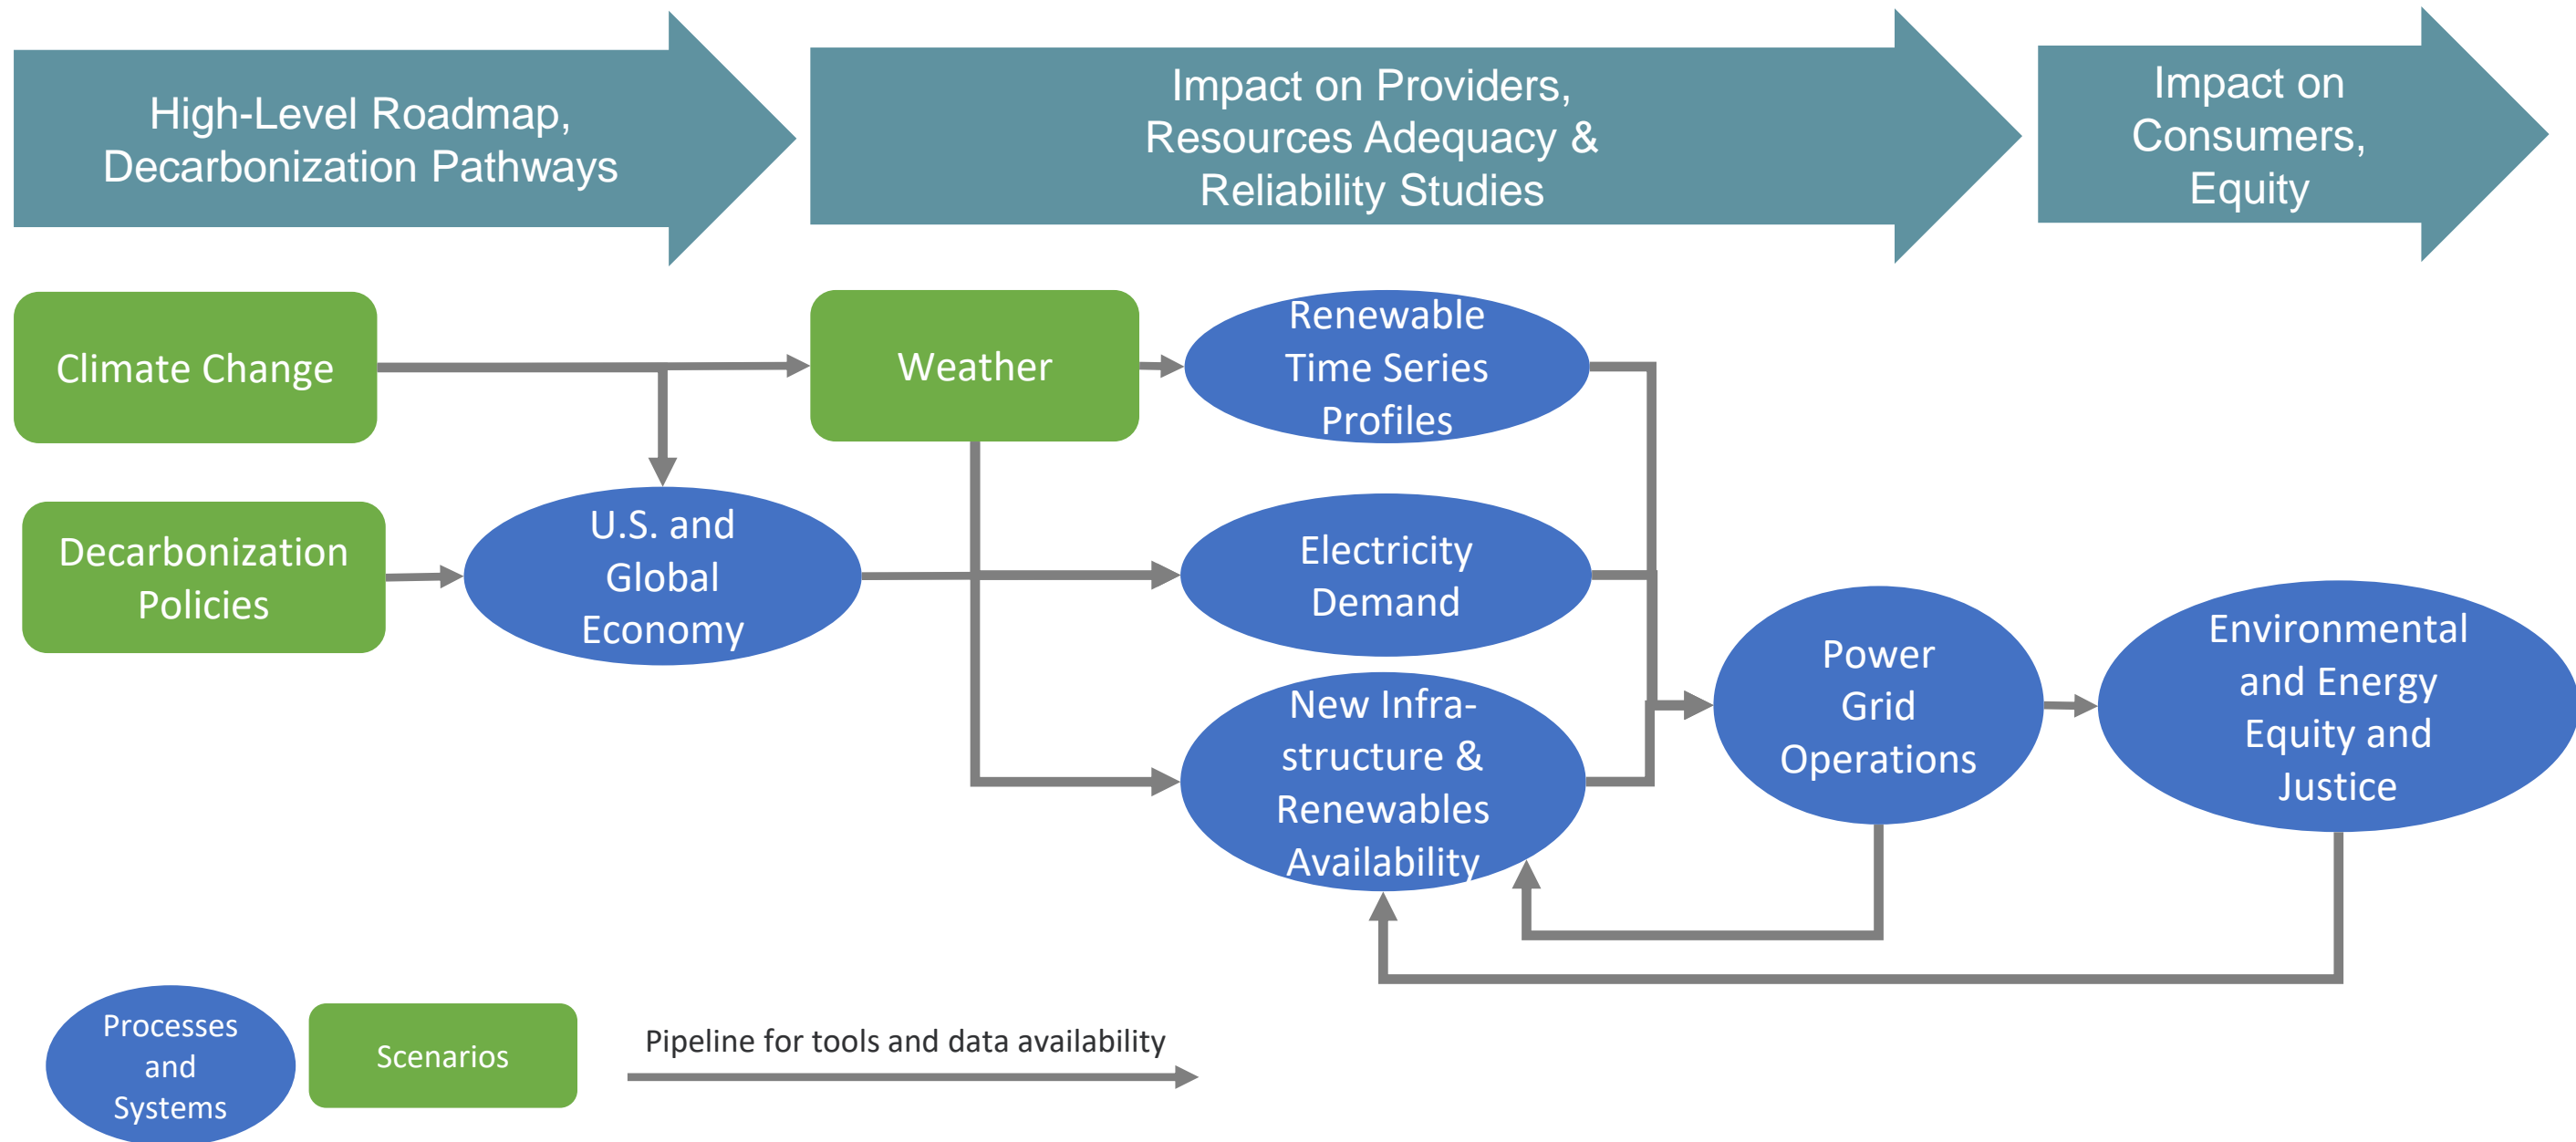 High-Level Roadmap,
Decarbonization Pathways
Impact on Providers,
Resources Adequacy &
Reliability Studies
Impact on
Consumers,
Equity
Climate Change
Weather
Renewable
Time Series
Profiles
Decarbonization
Policies
U.S. and
Global
Economy
Electricity
Demand
New Infra-
structure &
Renewables
Availability
Power
Grid
Operations
Environmental
and Energy
Equity and
Justice
Processes
and
Systems
Scenarios
Pipeline for tools and data availability